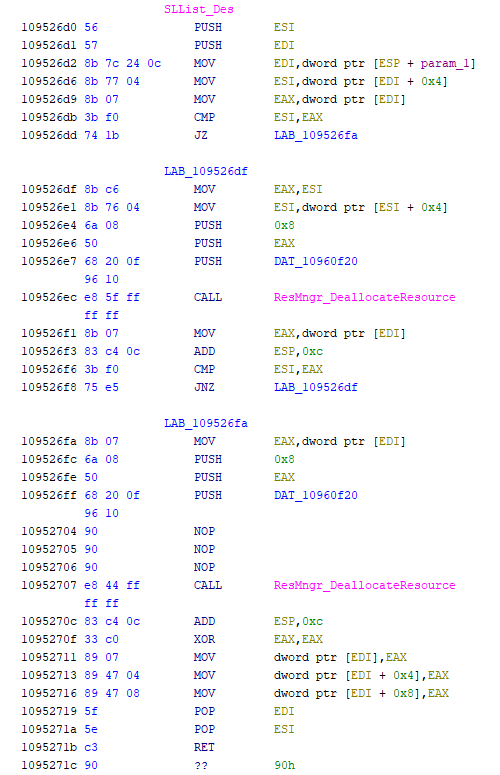 SLList_Des
109526d0 56 PUSH ESI
109526d1 57 PUSH EDI
109526d2 8b 7c 24 0c MOV EDI,dword ptr [ESP + param_1]
109526d6 8b 77 04 MOV ESI,dword ptr [EDI + 0x4]
109526d9 8b 07 MOV EAX,dword ptr [EDI]
109526db 3b f0 CMP ESI,EAX
109526dd 74 1b JZ LAB_109526fa
LAB_109526df
109526df 8b c6 MOV EAX,ESI
109526e1 8b 76 04 MOV ESI,dword ptr [ESI + 0x4]
109526e4 6a 08 PUSH 0x8
109526e6 50 PUSH EAX
109526e7 68 20 0f PUSH DAT_10960f20
96 10
109526ec e8 5f ff CALL ResMngr_DeallocateResource
ff ff
109526f1 8b 07 MOV EAX,dword ptr [EDI]
109526f3 83 c4 0c ADD ESP,0xc
109526f6 3b f0 CMP ESI,EAX
109526f8 75 e5 JNZ LAB_109526df
LAB_109526fa
109526fa 8b 07 MOV EAX,dword ptr [EDI]
109526fc 6a 08 PUSH 0x8
109526fe 50 PUSH EAX
109526ff 68 20 0f PUSH DAT_10960f20
96 10
10952704 90 NOP
10952705 90 NOP
10952706 90 NOP
10952707 e8 44 ff CALL ResMngr_DeallocateResource
ff ff
1095270c 83 c4 0c ADD ESP,0xc
1095270f 33 c0 XOR EAX,EAX
10952711 89 07 MOV dword ptr [EDI],EAX
10952713 89 47 04 MOV dword ptr [EDI + 0x4],EAX
10952716 89 47 08 MOV dword ptr [EDI + 0x8],EAX
10952719 5f POP EDI
1095271a 5e POP ESI
1095271b c3 RET
1095271c 90 ?? 90h